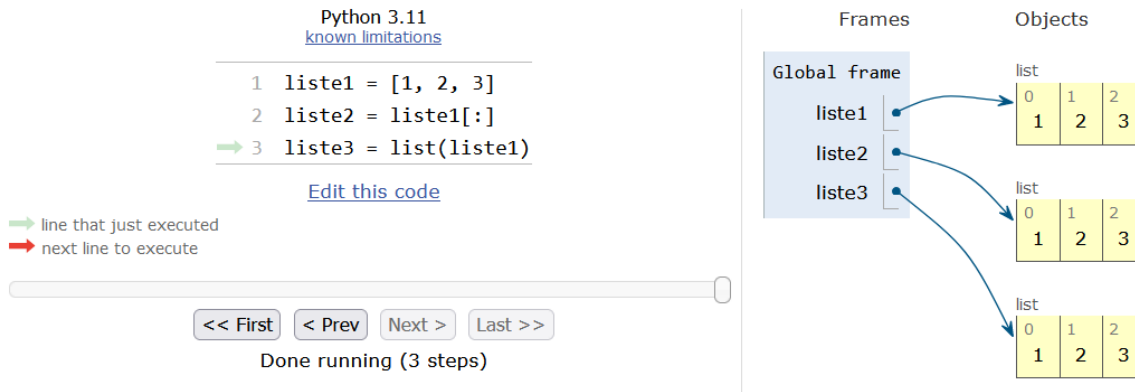 Python 3.11
known limitations
1 liste1 = [1, 2, 3]
2 liste2 = liste1[:]
3 liste3 = list(liste1)
Edit this code
line that just executed
next line to execute
<< First < Prev Next > Last >>
Done running (3 steps)
Frames Objects
Global frame
liste1
liste2
liste3
list
0 1 2
1 2 3
list
0 1 2
1 2 3
list
0 1 2
1 2 3